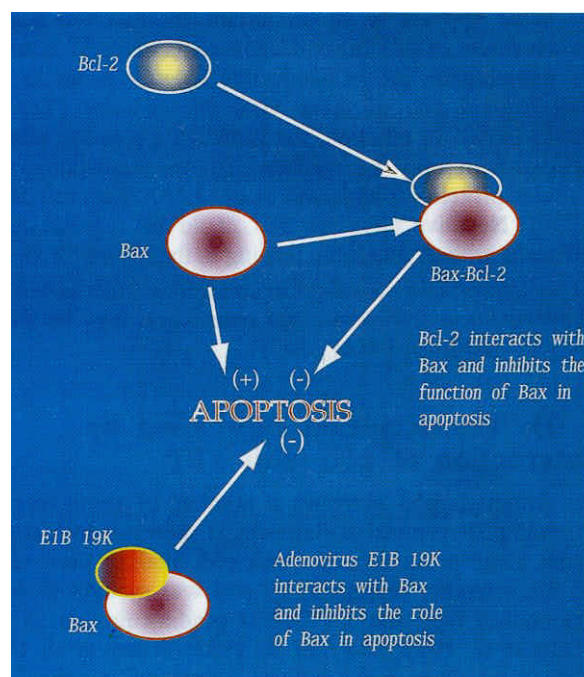 Bcl-2
Bax
Bax-Bcl-2
Bcl-2 interacts with
Bax and inhibits the
function of Bax in
apoptosis
(+) (-)
APOPTOSIS
(-)
E1B 19K
Bax
Adenovirus E1B 19K
interacts with Bax
and inhibits the role
of Bax in apoptosis